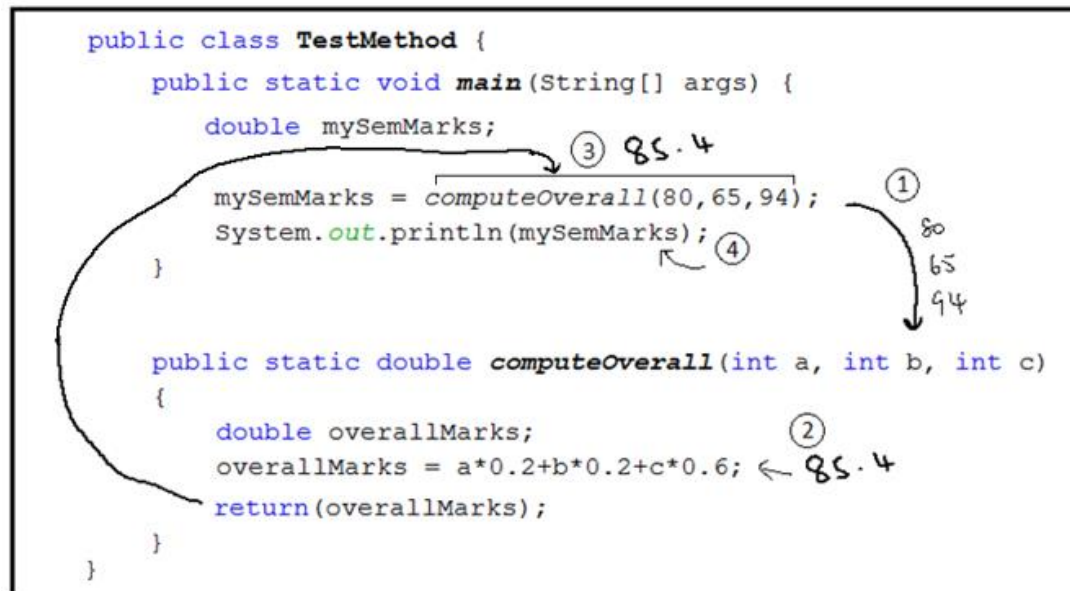 public class TestMethod {
public static void main(String[] args) {
double mySemMarks;
③ 85.4
mySemMarks = computeOverall(80,65,94);
①
80
65
94
System.out.println(mySemMarks);
④
}
public static double computeOverall(int a, int b, int c)
{
double overallMarks;
②
overallMarks = a*0.2+b*0.2+c*0.6; 85.4
return(overallMarks);
}
}